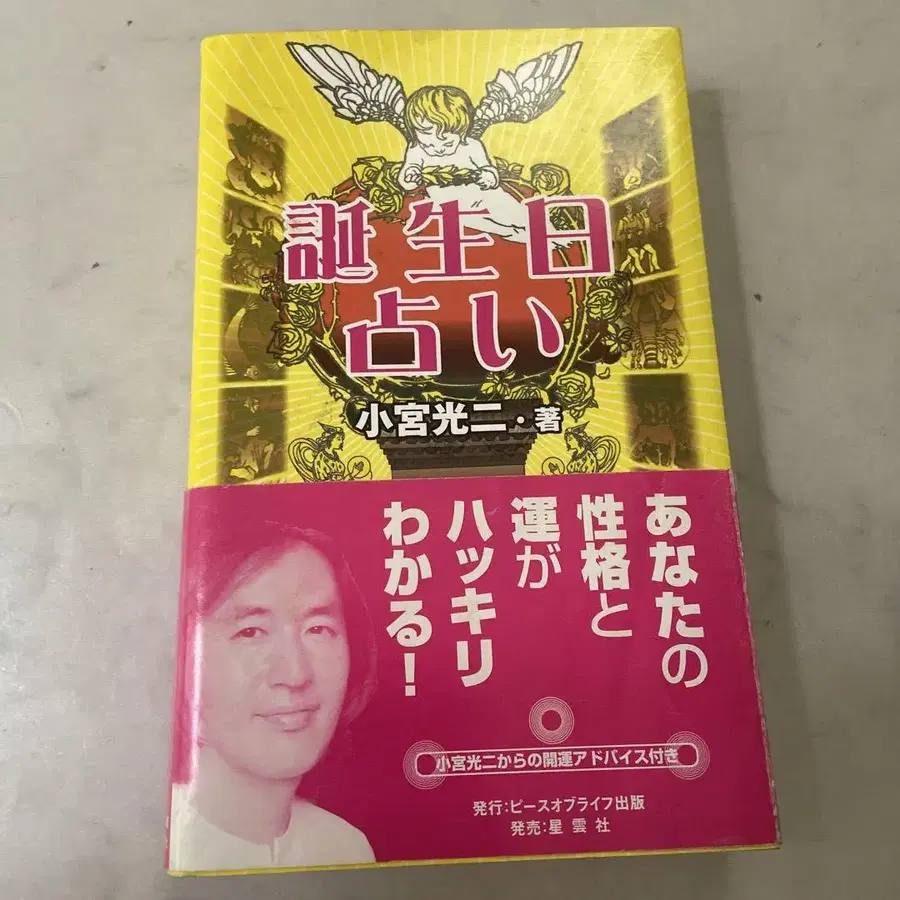 誕生日
占い
小宮光二・著
あなたの
性格と
運が
ハッキリ
わかる!
小宮光二からの開運アドバイス付き
発行:ピースオブライフ出版
発売:星雲社